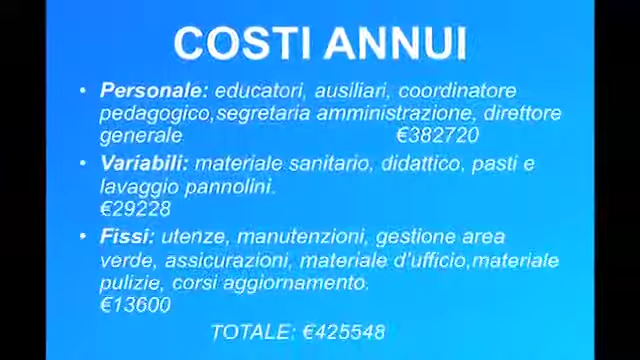 COSTI ANNUI
• Personale: educatori, ausiliari, coordinatore
pedagogico,segretaria amministrazione, direttore
generale €382720
• Variabili: materiale sanitario, didattico, pasti e
lavaggio pannolini.
€29228
• Fissi: utenze, manutenzioni, gestione area
verde, assicurazioni, materiale d'ufficio,materiale
pulizie, corsi aggiornamento.
€13600
TOTALE: €425548